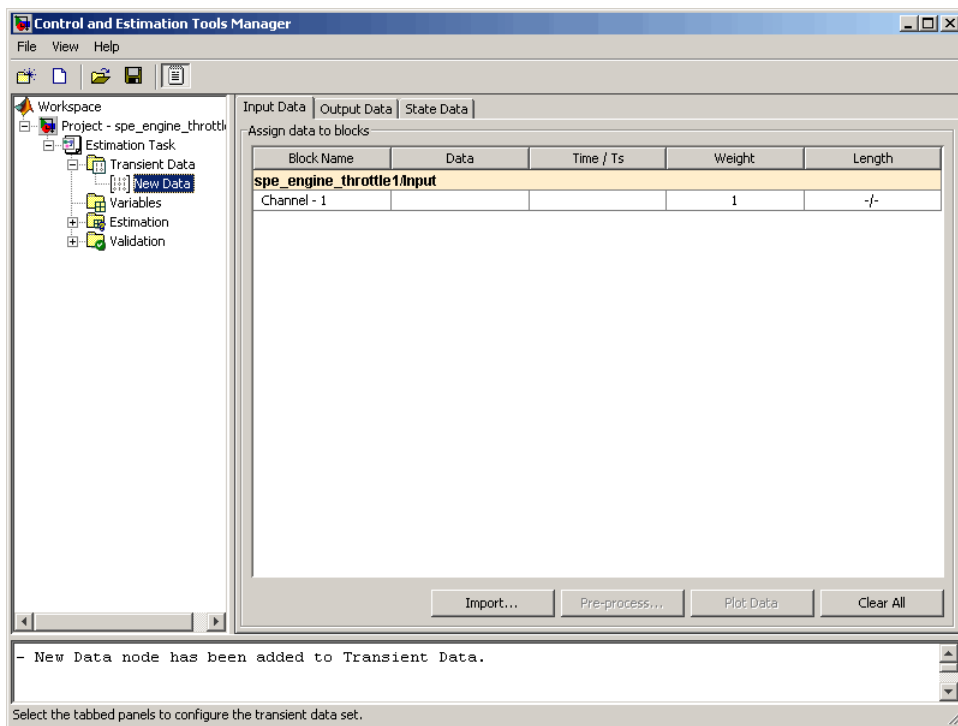 Control and Estimation Tools Manager
File View Help
Workspace
Project - spe_engine_throttl
Estimation Task
Transient Data
New Data
Variables
Estimation
Validation
Input Data Output Data State Data
Assign data to blocks
Block Name Data Time / Ts Weight Length
spe_engine_throttle1/Input
Channel - 1 1 -/-
Import... Pre-process... Plot Data Clear All
- New Data node has been added to Transient Data.
Select the tabbed panels to configure the transient data set.